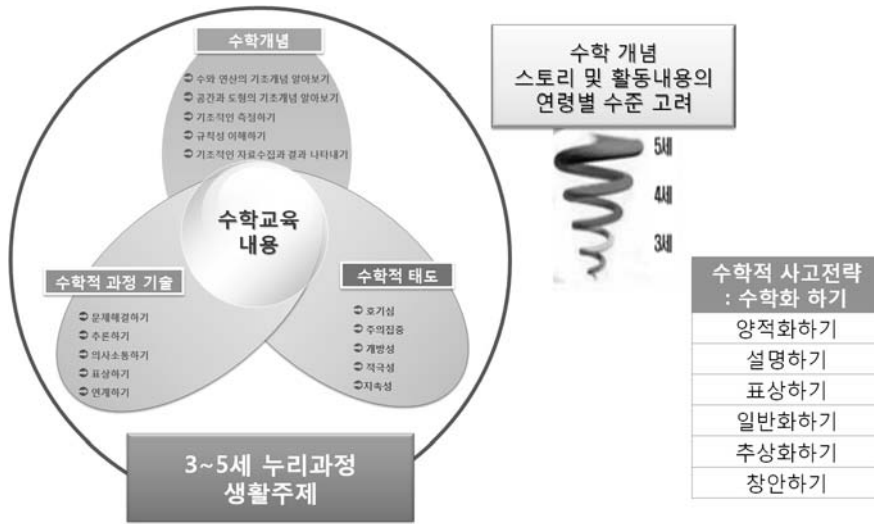 수학개념
수와 연산의 기초개념 알아보기
공간과 도형의 기초개념 알아보기
기초적인 측정하기
규칙성 이해하기
기초적인 자료수집과 결과 나타내기
수학교육
내용
수학적 과정 기술
문제해결하기
추론하기
의사소통하기
표상하기
연계하기
수학적 태도
호기심
주의집중
개방성
적극성
지속성
3~5세 누리과정
생활주제
수학 개념
스토리 및 활동내용의
연령별 수준 고려
5세
4세
3세
수학적 사고전략
: 수학화 하기
양적화하기
설명하기
표상하기
일반화하기
추상화하기
창안하기